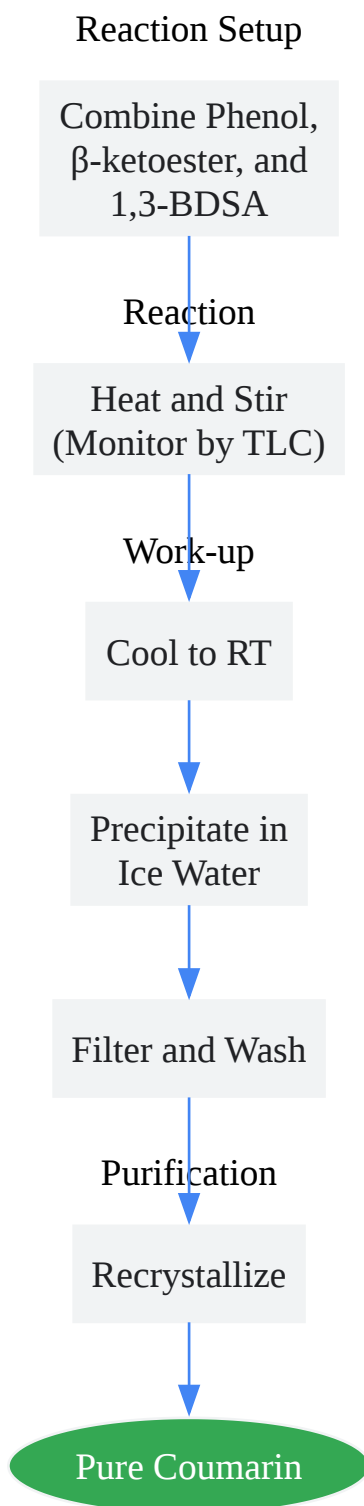 Reaction Setup
Combine Phenol,
β-ketoester, and
1,3-BDSA
Reaction
Heat and Stir
(Monitor by TLC)
Work-up
Cool to RT
Precipitate in
Ice Water
Filter and Wash
Purification
Recrystallize
Pure Coumarin